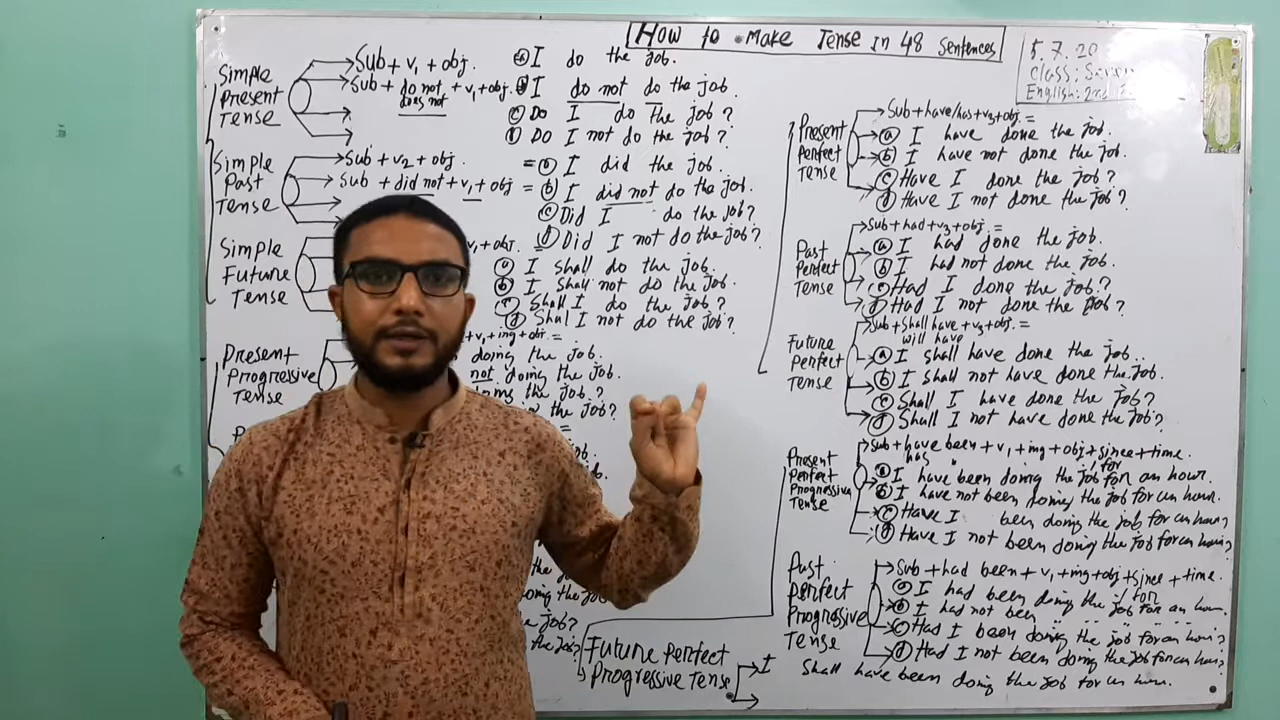 How to Make Tense in 48 Sentences
5.7.20
Class: Seven
English: 2nd
Simple Present Tense
Sub + v1 + obj.
Sub + do not + v1 + obj.
does not
ⓐ I do the job.
ⓑ I do not do the job.
ⓒ Do I do the job?
ⓓ Do I not do the job?
Simple Past Tense
Sub + v2 + obj.
Sub + did not + v1 + obj
= ⓐ I did the job.
= ⓑ I did not do the job.
ⓒ Did I do the job?
ⓓ Did I not do the job?
Simple Future Tense
v1 + obj.
ⓐ I shall do the job.
ⓑ I shall not do the job.
ⓒ Shall I do the job?
ⓓ Shall I not do the job?
Present Progressive Tense
+ v1 + ing + obj. =
doing the job.
not doing the job.
doing the job?
the job?
the job?
the job?
Present Perfect Tense
Sub + have/has + v3 + obj. =
ⓐ I have done the job.
ⓑ I have not done the job.
ⓒ Have I done the job?
ⓓ Have I not done the job?
Past Perfect Tense
Sub + had + v3 + obj. =
ⓐ I had done the job.
ⓑ I had not done the job.
ⓒ Had I done the job?
ⓓ Had I not done the job?
Future Perfect Tense
Sub + shall have + v3 + obj. =
will have
ⓐ I shall have done the job..
ⓑ I shall not have done the job.
ⓒ Shall I have done the job?
ⓓ Shall I not have done the job?
Present Perfect Progressive Tense
Sub + have been + v1 + ing + obj + since + time.
has
for
ⓐ I have been doing the job for an hour.
ⓑ I have not been doing the job for an hour.
ⓒ Have I been doing the job for an hour?
ⓓ Have I not been doing the job for an hour?
Past Perfect Progressive Tense
Sub + had been + v1 + ing + obj + since + time.
for
ⓐ I had been doing the job for an hour.
ⓑ I had not been
ⓒ Had I been doing the job for an hour?
ⓓ Had I not been doing the job for an hour?
Future Perfect Progressive Tense
I shall have been doing the job for an hour.